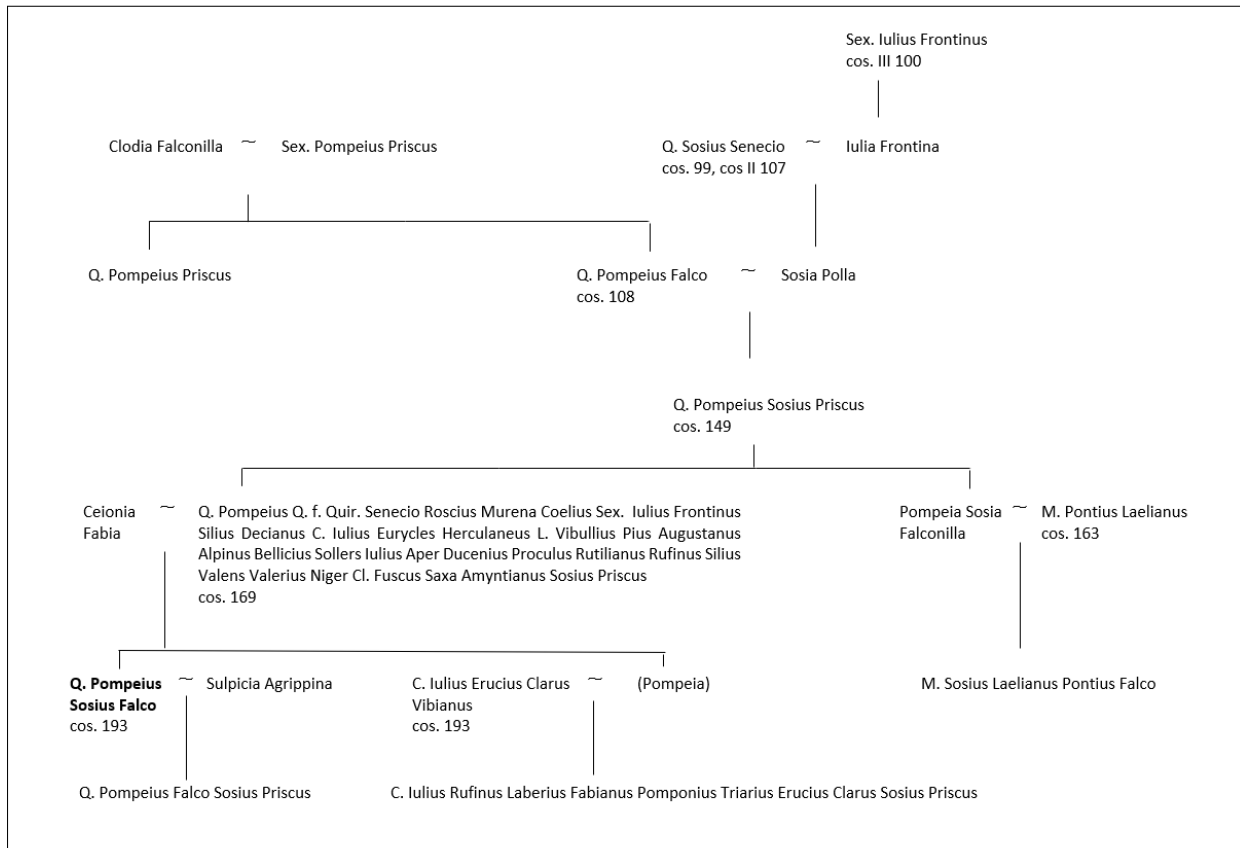 Sex. Iulius Frontinus
cos. III 100
Clodia Falconilla ~ Sex. Pompeius Priscus
Q. Sosius Senecio ~ Iulia Frontina
cos. 99, cos II 107
Q. Pompeius Priscus
Q. Pompeius Falco ~ Sosia Polla
cos. 108
Q. Pompeius Sosius Priscus
cos. 149
Ceionia ~
Fabia
Q. Pompeius Q. f. Quir. Senecio Roscius Murena Coelius Sex. Iulius Frontinus
Silius Decianus C. Iulius Eurycles Herculaneus L. Vibullius Pius Augustanus
Alpinus Bellicius Sollers Iulius Aper Ducenius Proculus Rutilianus Rufinus Silius
Valens Valerius Niger Cl. Fuscus Saxa Amyntianus Sosius Priscus
cos. 169
Pompeia Sosia ~ M. Pontius Laelianus
Falconilla
cos. 163
Q. Pompeius ~ Sulpicia Agrippina
Sosius Falco
cos. 193
C. Iulius Erucius Clarus ~ (Pompeia)
Vibianus
cos. 193
M. Sosius Laelianus Pontius Falco
Q. Pompeius Falco Sosius Priscus
C. Iulius Rufinus Laberius Fabianus Pomponius Triarius Erucius Clarus Sosius Priscus